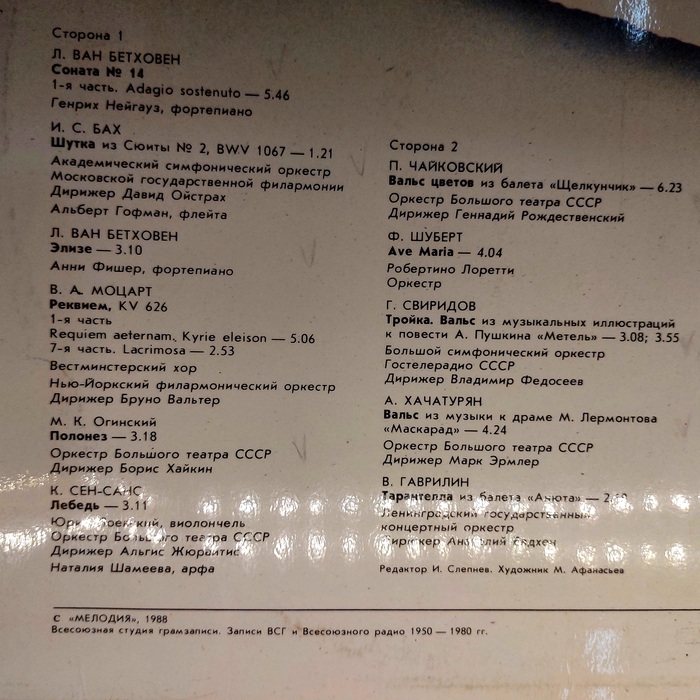 Сторона 1
Л. ВАН БЕТХОВЕН
Соната № 14
1-я часть. Adagio sostenuto — 5.46
Генрих Нейгауз, фортепиано
И. С. БАХ
Шутка из Сюиты № 2, BWV 1067 — 1.21
Академический симфонический оркестр
Московской государственной филармонии
Дирижер Давид Ойстрах
Альберт Гофман, флейта
Л. ВАН БЕТХОВЕН
Элизе — 3.10
Анни Фишер, фортепиано
В. А. МОЦАРТ
Реквием, KV 626
1-я часть
Requiem aeternam, Kyrie eleison — 5.06
7-я часть. Lacrimosa — 2.53
Вестминстерский хор
Нью-Йоркский филармонический оркестр
Дирижер Бруно Вальтер
М. К. Огинский
Полонез — 3.18
Оркестр Большого театра СССР
Дирижер Борис Хайкин
К. СЕН-САНС
Лебедь — 3.11
виолончель
Оркестр Большого театра СССР
Дирижер Альгис Жюрайтис
Наталия Шамеева, арфа
Сторона 2
П. ЧАЙКОВСКИЙ
Вальс цветов из балета «Щелкунчик» — 6.23
Оркестр Большого театра СССР
Дирижер Геннадий Рождественский
Ф. ШУБЕРТ
Ave Maria — 4.04
Робертино Лоретти
Оркестр
Г. СВИРИДОВ
Тройка. Вальс из музыкальных иллюстраций
к повести А. Пушкина «Метель» — 3.08; 3.55
Большой симфонический оркестр
Гостелерадио СССР
Дирижер Владимир Федосеев
А. ХАЧАТУРЯН
Вальс из музыки к драме М. Лермонтова
«Маскарад» — 4.24
Оркестр Большого театра СССР
Дирижер Марк Эрмлер
В. ГАВРИЛИН
Тарантелла из балета «Анюта» —
Ленинградский государственный
концертный оркестр
Дирижер Анатолий
Редактор И. Слепнев. Художник М. Афанасьев
С «МЕЛОДИЯ», 1988
Всесоюзная студия грамзаписи. Записи ВСГ и Всесоюзного радио 1950 — 1980 гг.